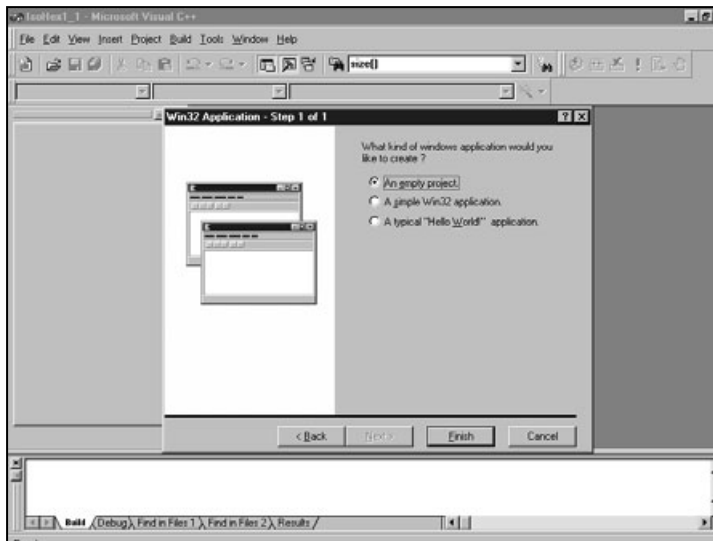 IsoHex1_1 - Microsoft Visual C++
File Edit View Insert Project Build Tools Window Help
size()
Win32 Application - Step 1 of 1
What kind of windows application would you
like to create ?
An empty project.
A simple Win32 application.
A typical "Hello World!" application.
< Back Next > Finish Cancel
Build Debug Find in Files 1 Find in Files 2 Results